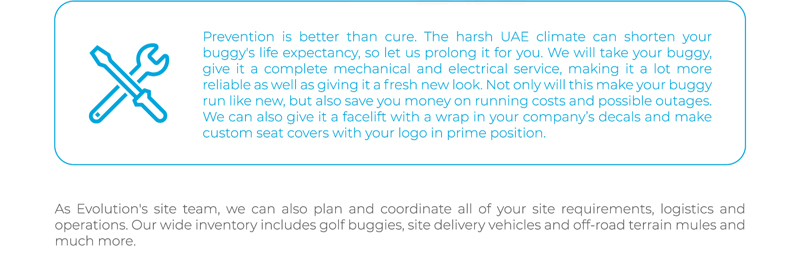 Prevention is better than cure. The harsh UAE climate can shorten your
buggy's life expectancy, so let us prolong it for you. We will take your buggy,
give it a complete mechanical and electrical service, making it a lot more
reliable as well as giving it a fresh new look. Not only will this make your buggy
run like new, but also save you money on running costs and possible outages.
We can also give it a facelift with a wrap in your company’s decals and make
custom seat covers with your logo in prime position.
As Evolution's site team, we can also plan and coordinate all of your site requirements, logistics and
operations. Our wide inventory includes golf buggies, site delivery vehicles and off-road terrain mules and
much more.